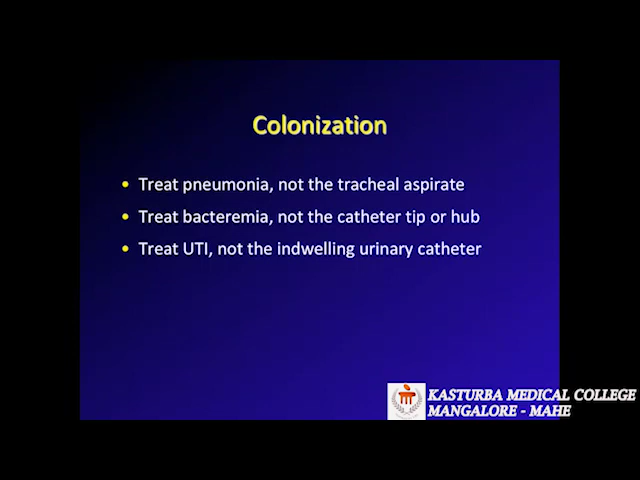 Colonization
• Treat pneumonia, not the tracheal aspirate
• Treat bacteremia, not the catheter tip or hub
• Treat UTI, not the indwelling urinary catheter
KASTURBA MEDICAL COLLEGE
MANGALORE - MAHE